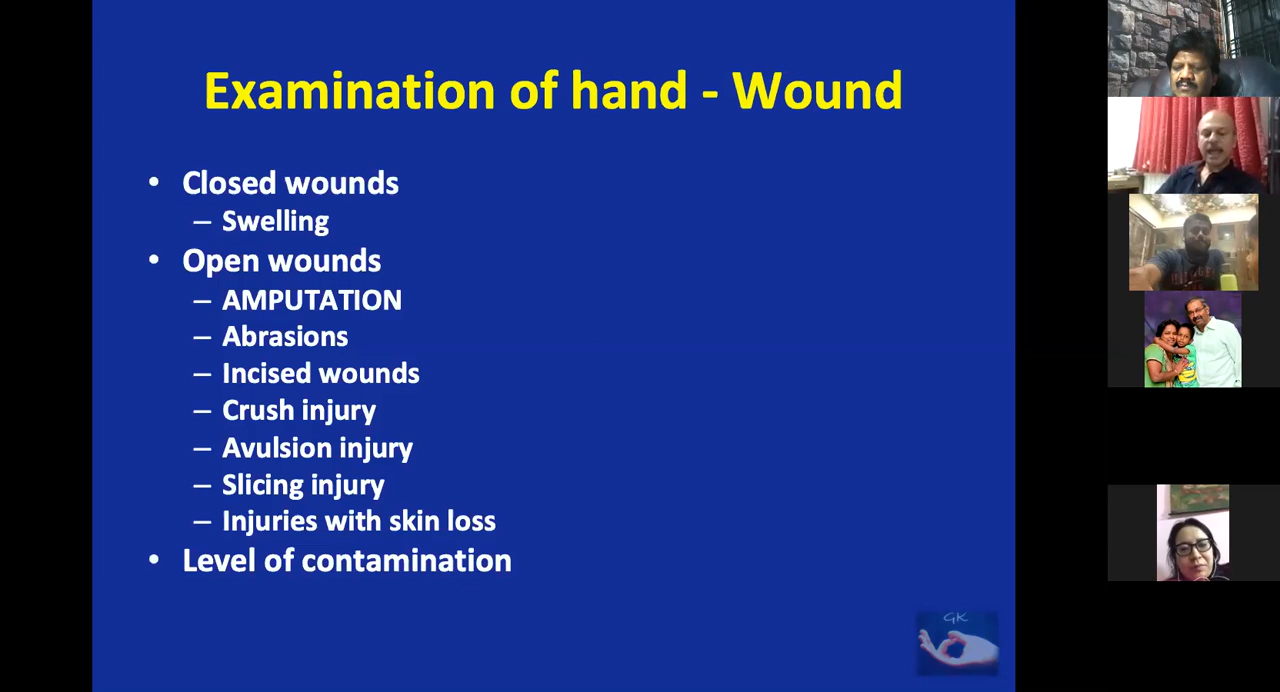 Examination of hand - Wound
• Closed wounds
– Swelling
• Open wounds
– AMPUTATION
– Abrasions
– Incised wounds
– Crush injury
– Avulsion injury
– Slicing injury
– Injuries with skin loss
• Level of contamination
GK